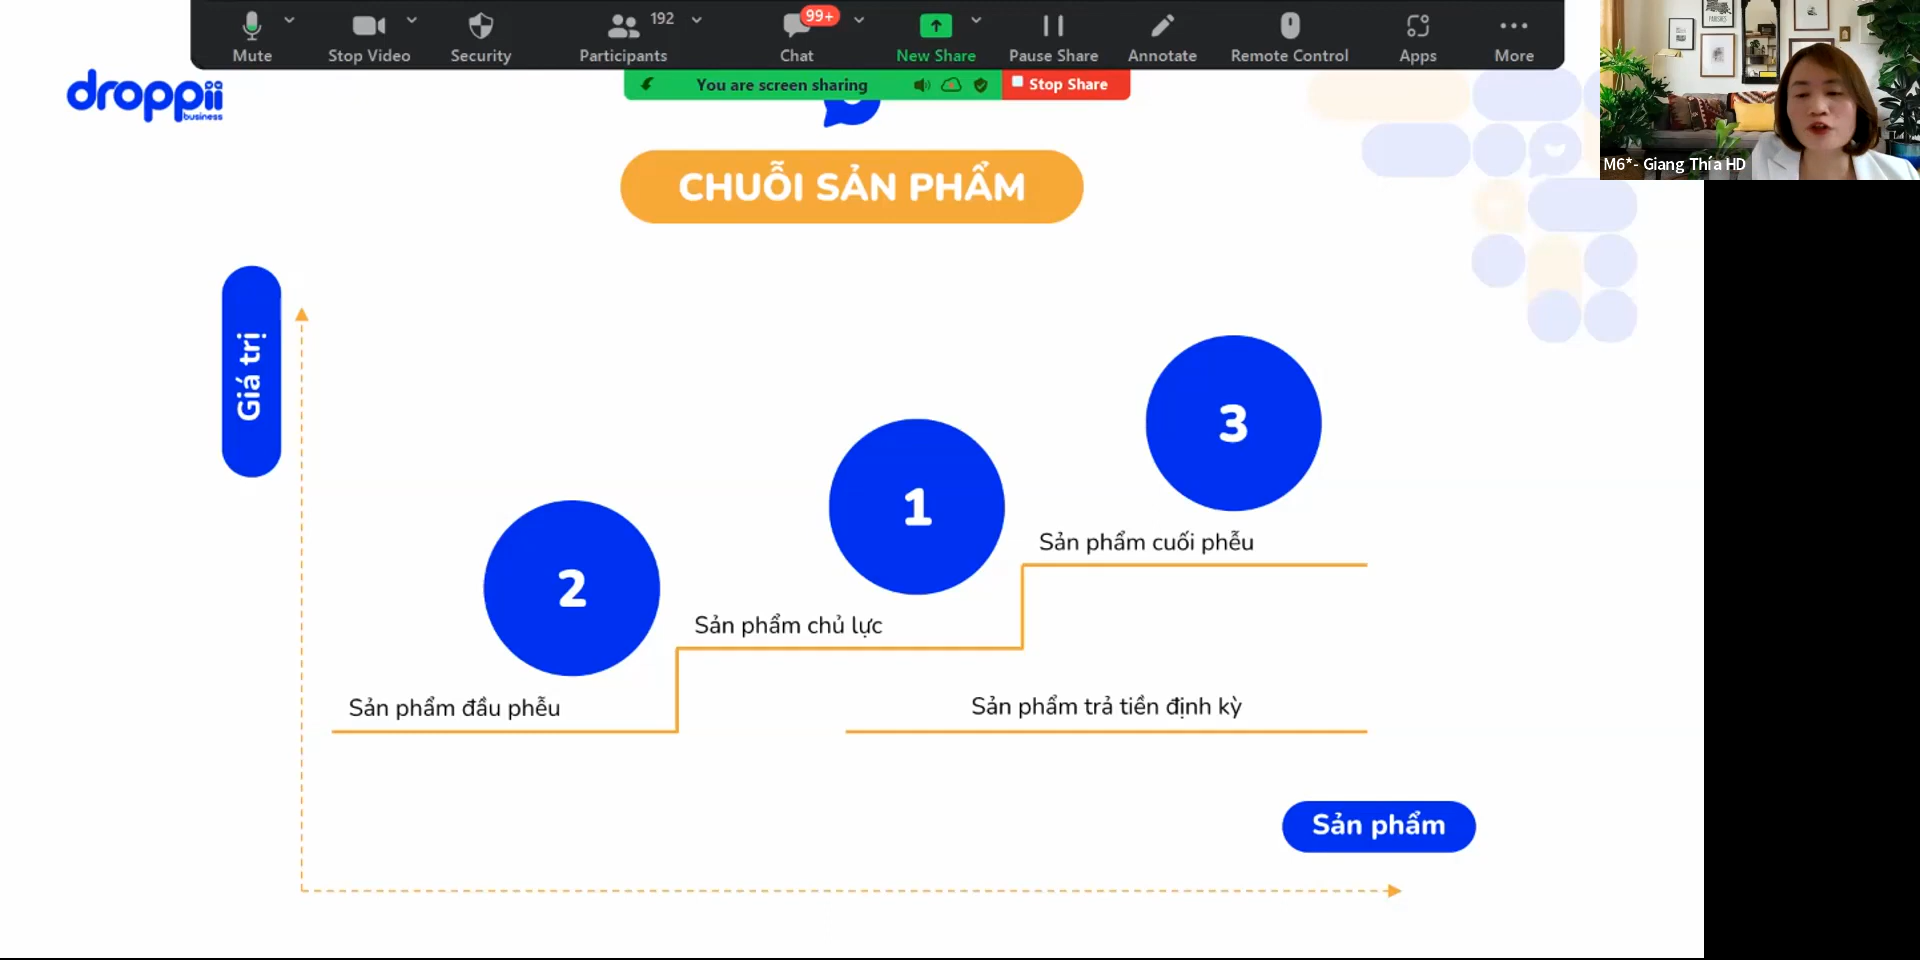 192
99+
Mute
Stop Video
Security
Participants
Chat
New Share
Pause Share
Annotate
Remote Control
Apps
More
You are screen sharing
Stop Share
droppii
business
M6*- Giang Thía HD
CHUỖI SẢN PHẨM
Giá trị
3
1
2
Sản phẩm cuối phễu
Sản phẩm chủ lực
Sản phẩm đầu phễu
Sản phẩm trả tiền định kỳ
Sản phẩm